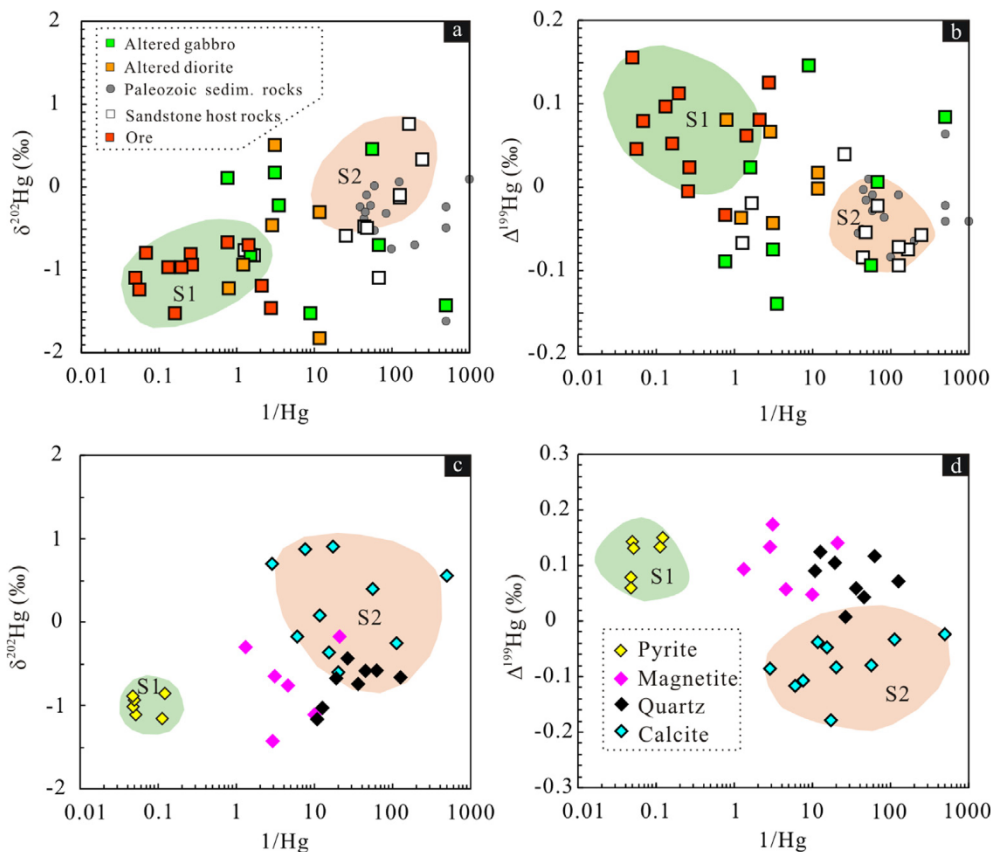 a
2
1
0
-1
-2
δ²⁰²Hg (‰)
Altered gabbro
Altered diorite
Paleozoic sedim. rocks
Sandstone host rocks
Ore
S1
S2
0.01 0.1 1 10 100 1000
1/Hg
b
0.2
0.1
0
-0.1
-0.2
Δ¹⁹⁹Hg (‰)
S1
S2
0.01 0.1 1 10 100 1000
1/Hg
c
2
1
0
-1
-2
δ²⁰²Hg (‰)
S1
S2
0.01 0.1 1 10 100 1000
1/Hg
d
0.3
0.2
0.1
0
-0.1
-0.2
-0.3
Δ¹⁹⁹Hg (‰)
S1
S2
Pyrite
Magnetite
Quartz
Calcite
0.01 0.1 1 10 100 1000
1/Hg